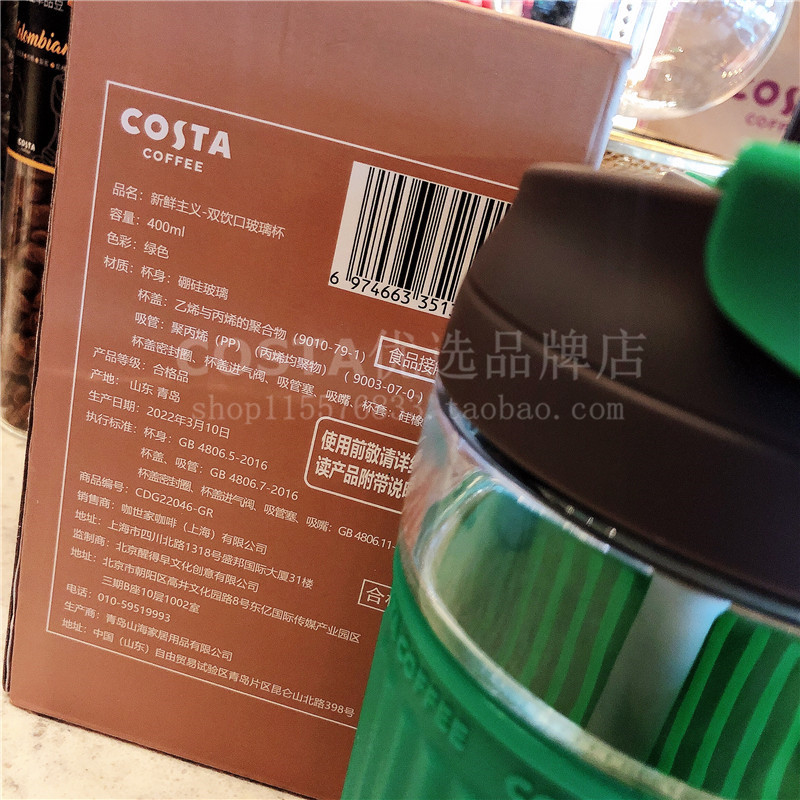 COSTA
COFFEE
品名：新鲜主义-双饮口玻璃杯
容量：400ml
色彩：绿色
材质：杯身：硼硅玻璃
杯盖：乙烯与丙烯的聚合物（9010-79-1）
吸管：聚丙烯（PP）（丙烯均聚物）（9003-07-0）
杯盖密封圈、杯盖进气阀、吸管塞、吸嘴、杯套：硅橡
食品接
产品等级：合格品
产地：山东 青岛
生产日期：2022年3月10日
执行标准：杯身：GB 4806.5-2016
杯盖、吸管：GB 4806.7-2016
杯盖密封圈、杯盖进气阀、吸管塞、吸嘴：GB 4806.11-
商品编号：CDG22046-GR
销售商：咖世家咖啡（上海）有限公司
地址：上海市四川北路1318号盛邦国际大厦31楼
监制商：北京醒得早文化创意有限公司
地址：北京市朝阳区高井文化园路8号东亿国际传媒产业园区
三期B座10层1002室
电话：010-59519993
生产商：青岛山海家居用品有限公司
地址：中国（山东）自由贸易试验区青岛片区昆仑山北路398号
6 974663 351
使用前敬请详细
读产品附带说明
合
COSTA优选品牌店
.taobao.com
COSTA
COFFEE